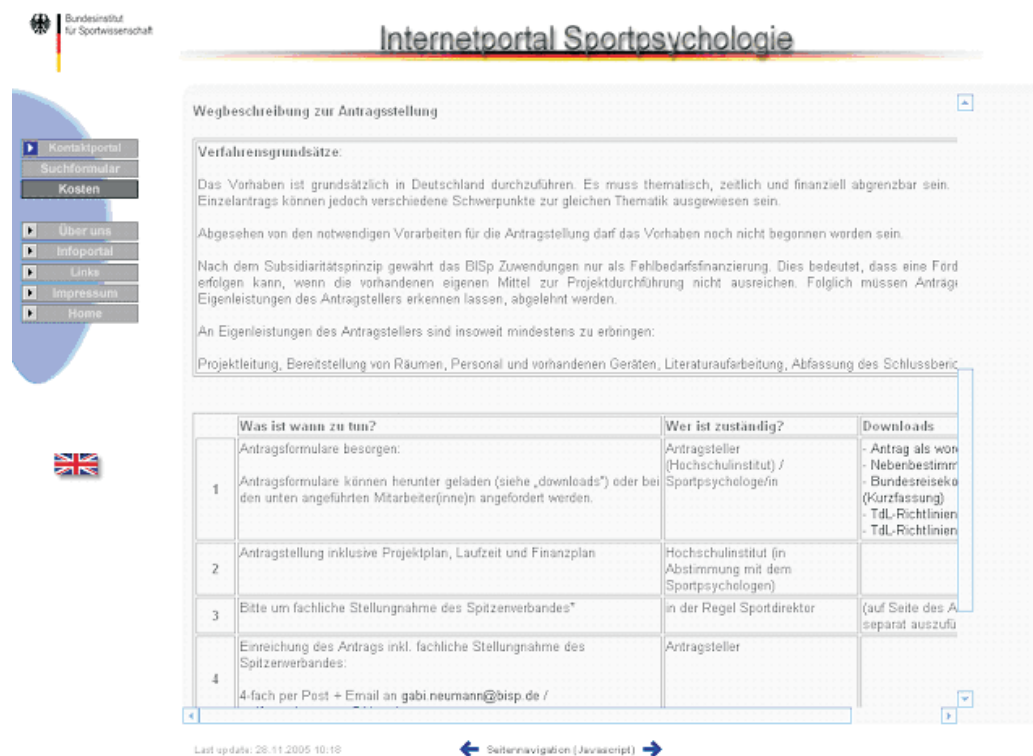 Bundesinstitut
für Sportwissenschaft
Internetportal Sportpsychologie
Kontaktportal
Suchformular
Kosten
Über uns
Infoportal
Links
Impressum
Home
Wegbeschreibung zur Antragsstellung
Verfahrensgrundsätze:
Das Vorhaben ist grundsätzlich in Deutschland durchzuführen. Es muss thematisch, zeitlich und finanziell abgrenzbar sein.
Einzelantrags können jedoch verschiedene Schwerpunkte zur gleichen Thematik ausgewiesen sein.
Abgesehen von den notwendigen Vorarbeiten für die Antragstellung darf das Vorhaben noch nicht begonnen worden sein.
Nach dem Subsidiaritätsprinzip gewährt das BISp Zuwendungen nur als Fehlbedarfsfinanzierung. Dies bedeutet, dass eine Förd
erfolgen kann, wenn die vorhandenen eigenen Mittel zur Projektdurchführung nicht ausreichen. Folglich müssen Anträg
Eigenleistungen des Antragstellers erkennen lassen, abgelehnt werden.
An Eigenleistungen des Antragstellers sind insoweit mindestens zu erbringen:
Projektleitung, Bereitstellung von Räumen, Personal und vorhandenen Geräten, Literaturaufarbeitung, Abfassung des Schlussberic
Was ist wann zu tun? Wer ist zuständig? Downloads
1
Antragsformulare besorgen:
Antragsformulare können herunter geladen (siehe „downloads") oder bei
den unten angeführten Mitarbeiter(inne)n angefordert werden.
Antragsteller
(Hochschulinstitut) /
Sportpsychologe/in
- Antrag als wor
- Nebenbestimm
- Bundesreiseko
(Kurzfassung)
- TdL-Richtlinien
- TdL-Richtlinien
2
Antragstellung inklusive Projektplan, Laufzeit und Finanzplan
Hochschulinstitut (in
Abstimmung mit dem
Sportpsychologen)
3
Bitte um fachliche Stellungnahme des Spitzenverbandes*
in der Regel Sportdirektor
(auf Seite des A
separat auszufü
4
Einreichung des Antrags inkl. fachliche Stellungnahme des
Spitzenverbandes:
4-fach per Post + Email an gabi.neumann@bisp.de /
Antragsteller
Last update: 28.11.2005 10:18
Seitennavigation (Javascript)